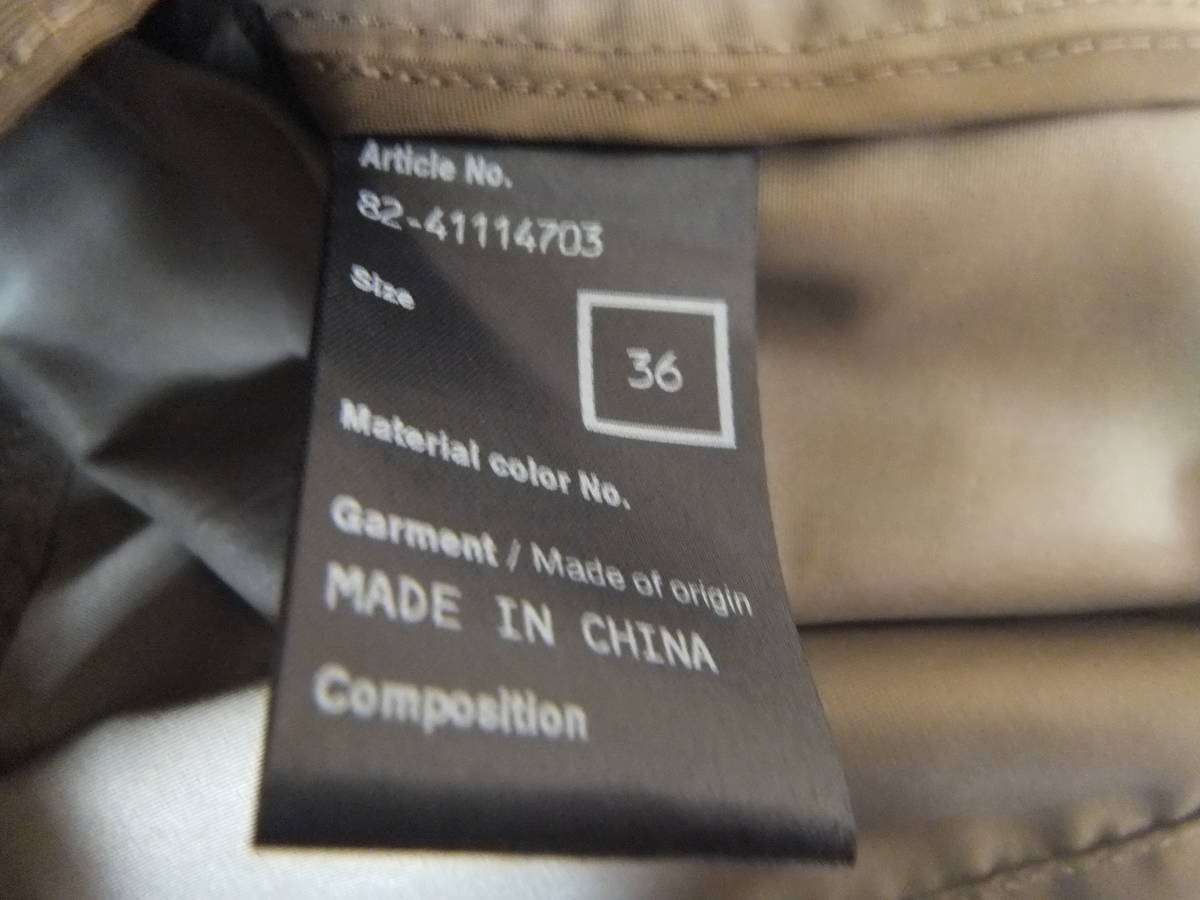 Article No.
82-41114703
Size
36
Material color No.
Garment / Made of origin
MADE IN CHINA
Composition